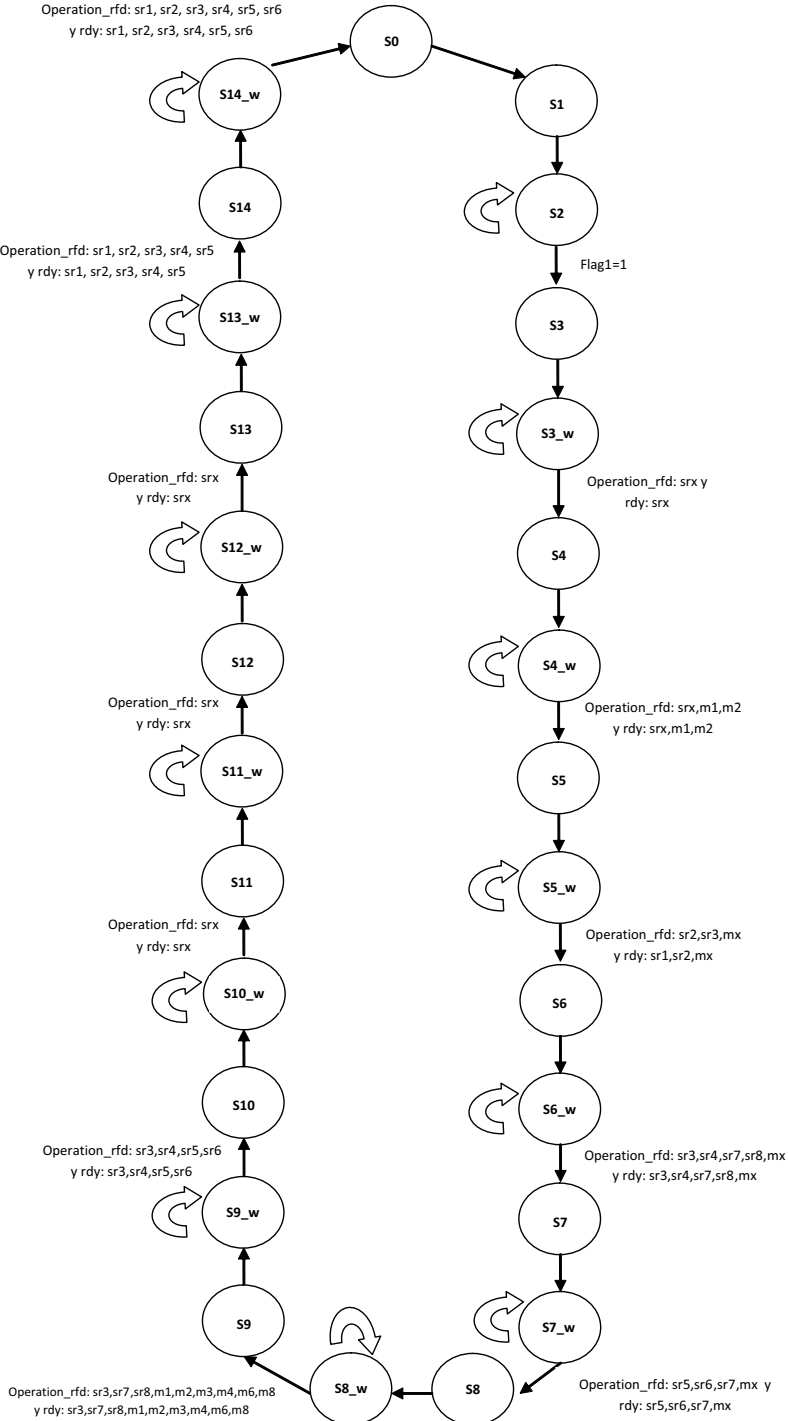 Operation_rfd: sr1, sr2, sr3, sr4, sr5, sr6
y rdy: sr1, sr2, sr3, sr4, sr5, sr6
S0
S14_w
S1
S14
S2
Operation_rfd: sr1, sr2, sr3, sr4, sr5
y rdy: sr1, sr2, sr3, sr4, sr5
Flag1=1
S13_w
S3
S13
S3_w
Operation_rfd: srx
y rdy: srx
Operation_rfd: srx y
rdy: srx
S12_w
S4
S12
S4_w
Operation_rfd: srx
y rdy: srx
Operation_rfd: srx,m1,m2
y rdy: srx,m1,m2
S11_w
S5
S11
S5_w
Operation_rfd: srx
y rdy: srx
Operation_rfd: sr2,sr3,mx
y rdy: sr1,sr2,mx
S10_w
S6
S10
S6_w
Operation_rfd: sr3,sr4,sr5,sr6
y rdy: sr3,sr4,sr5,sr6
Operation_rfd: sr3,sr4,sr7,sr8,mx
y rdy: sr3,sr4,sr7,sr8,mx
S9_w
S7
S9
S7_w
S8_w
S8
Operation_rfd: sr3,sr7,sr8,m1,m2,m3,m4,m6,m8
y rdy: sr3,sr7,sr8,m1,m2,m3,m4,m6,m8
Operation_rfd: sr5,sr6,sr7,mx y
rdy: sr5,sr6,sr7,mx